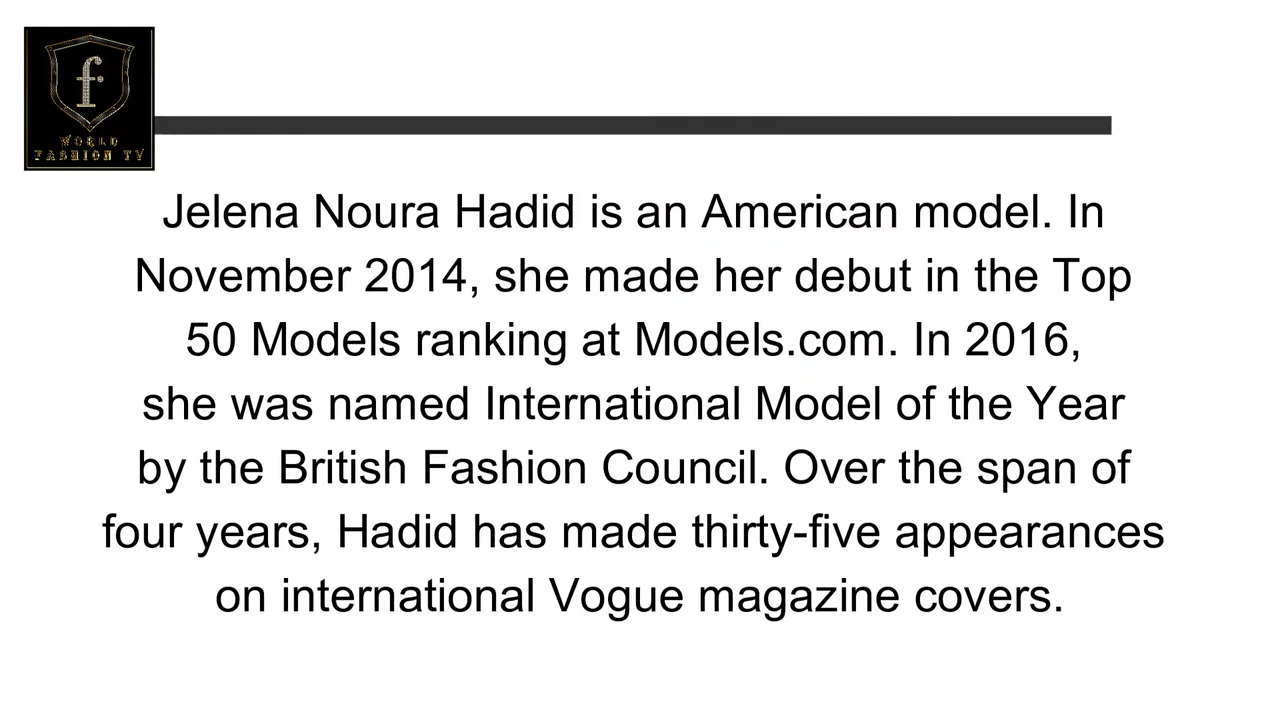 f
WORLD
FASHION TV
Jelena Noura Hadid is an American model. In
November 2014, she made her debut in the Top
50 Models ranking at Models.com. In 2016,
she was named International Model of the Year
by the British Fashion Council. Over the span of
four years, Hadid has made thirty-five appearances
on international Vogue magazine covers.